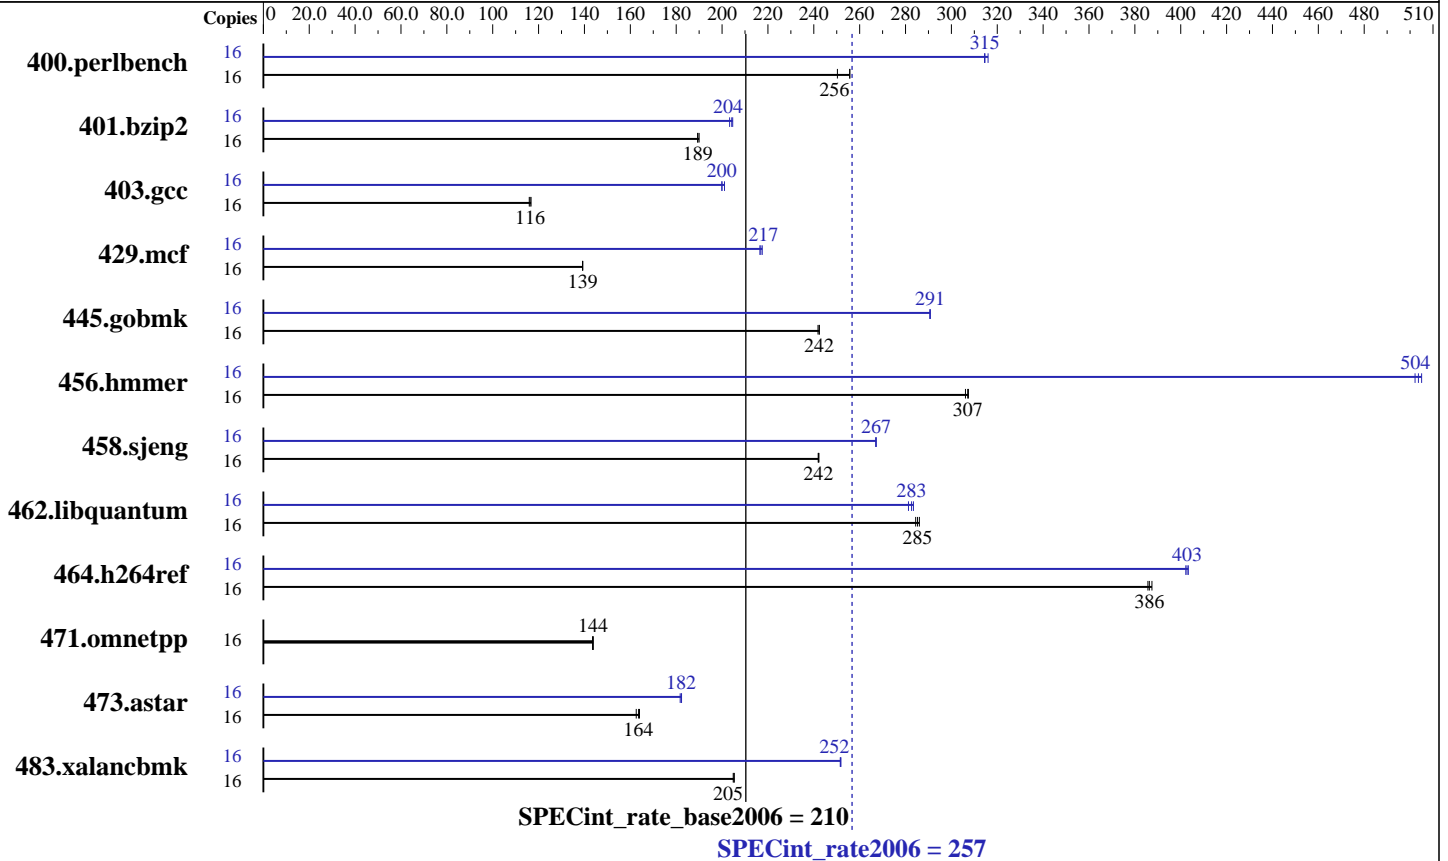 Copies 0 20.0 40.0 60.0 80.0 100 120 140 160 180 200 220 240 260 280 300 320 340 360 380 400 420 440 460 480 510
400.perlbench 16 315
16 256
401.bzip2 16 204
16 189
403.gcc 16 200
16 116
429.mcf 16 217
16 139
445.gobmk 16 291
16 242
456.hmmer 16 504
16 307
458.sjeng 16 267
16 242
462.libquantum 16 283
16 285
464.h264ref 16 403
16 386
471.omnetpp 16 144
473.astar 16 182
16 164
483.xalancbmk 16 252
16 205
SPECint_rate_base2006 = 210
SPECint_rate2006 = 257